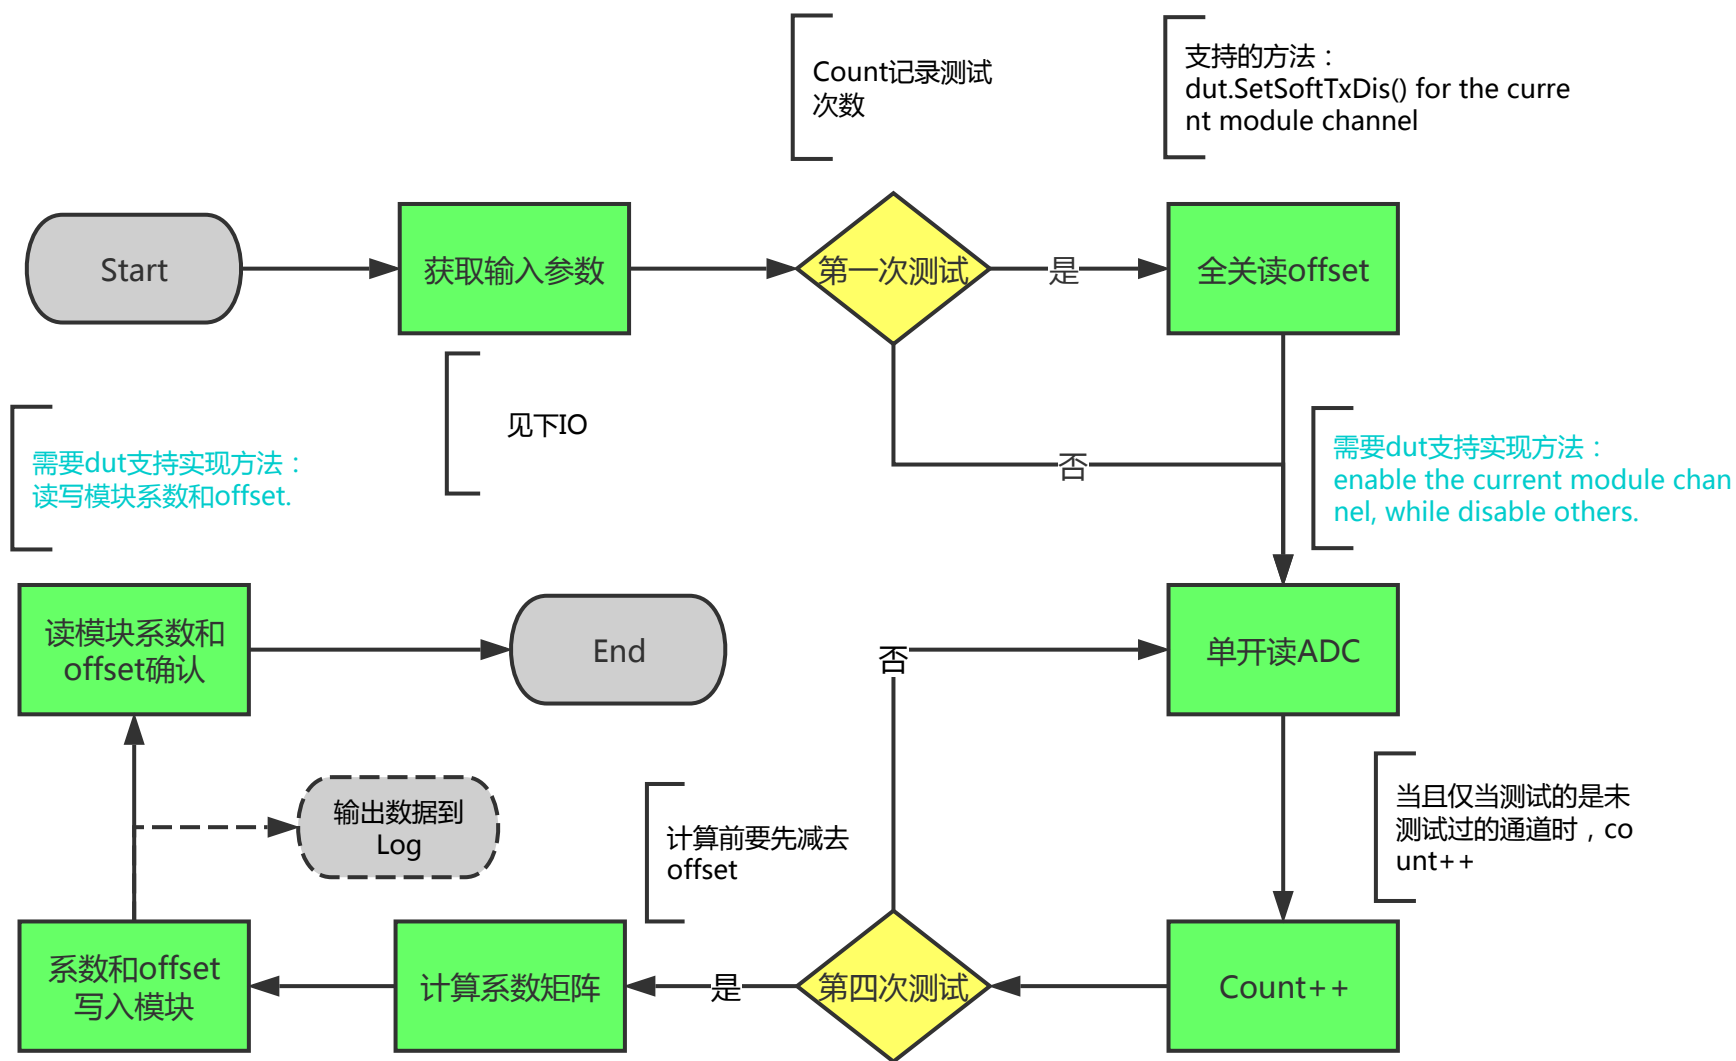 Count记录测试
次数
支持的方法：
dut.SetSoftTxDis() for the curre
nt module channel
Start
获取输入参数
第一次测试
是
全关读offset
见下IO
否
需要dut支持实现方法：
读写模块系数和offset.
需要dut支持实现方法：
enable the current module chan
nel, while disable others.
读模块系数和
offset确认
End
否
单开读ADC
输出数据到
Log
计算前要先减去
offset
当且仅当测试的是未
测试过的通道时，co
unt++
系数和offset
写入模块
计算系数矩阵
是
第四次测试
Count++